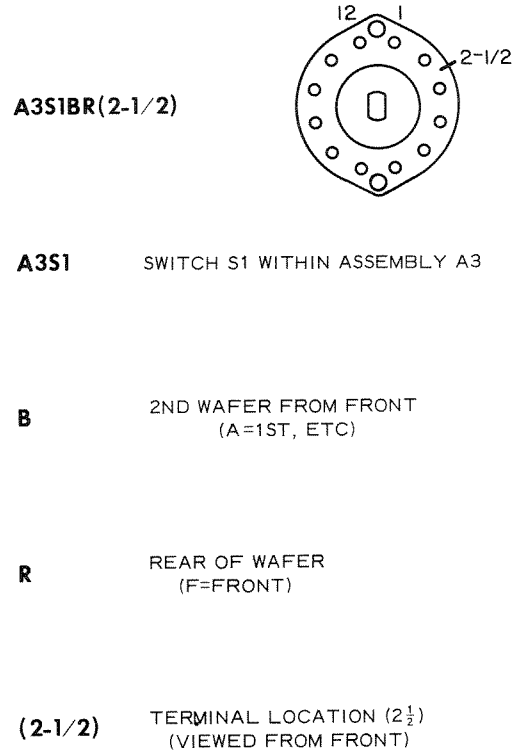 12 1
2-1/2
A3S1BR(2-1/2)
A3S1 SWITCH S1 WITHIN ASSEMBLY A3
B 2ND WAFER FROM FRONT
(A=1ST, ETC)
R REAR OF WAFER
(F=FRONT)
(2-1/2) TERMINAL LOCATION (2½)
(VIEWED FROM FRONT)